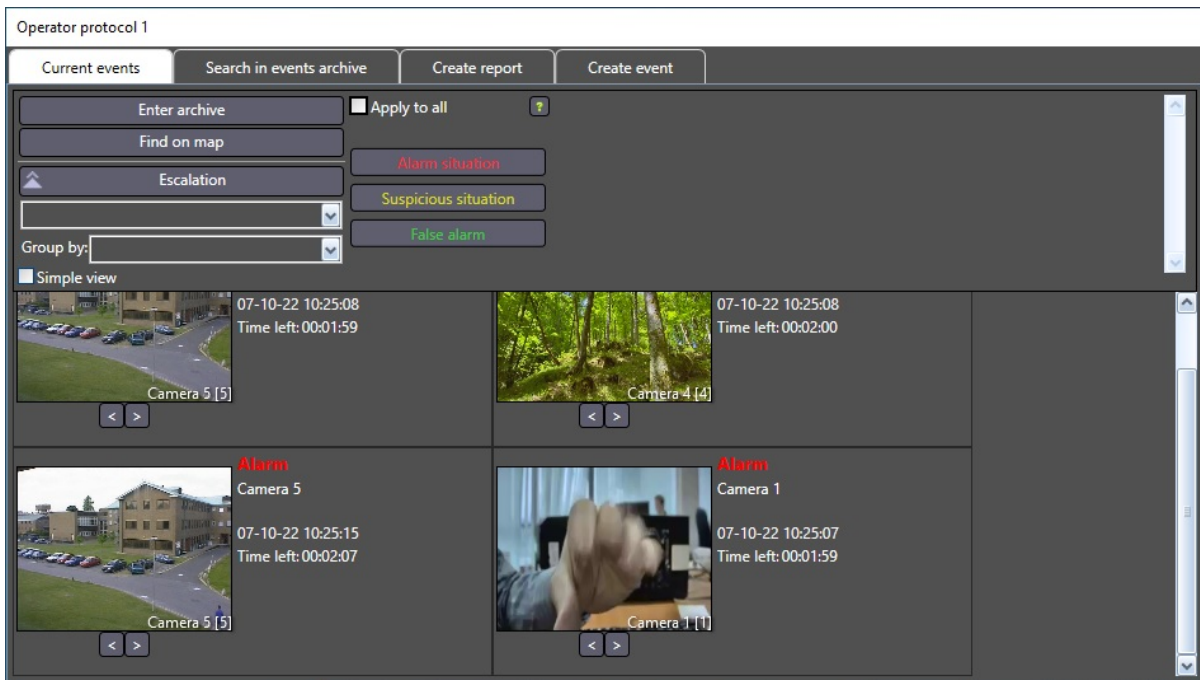 Operator protocol 1
Current events
Search in events archive
Create report
Create event
Enter archive
Apply to all
?
Find on map
Alarm situation
Escalation
Suspicious situation
False alarm
Group by:
Simple view
07-10-22 10:25:08
Time left: 00:01:59
Camera 5 [5]
< >
07-10-22 10:25:08
Time left: 00:02:00
Camera 4 [4]
< >
Alarm
Camera 5
07-10-22 10:25:15
Time left: 00:02:07
Camera 5 [5]
< >
Alarm
Camera 1
07-10-22 10:25:07
Time left: 00:01:59
Camera 1 [1]
< >